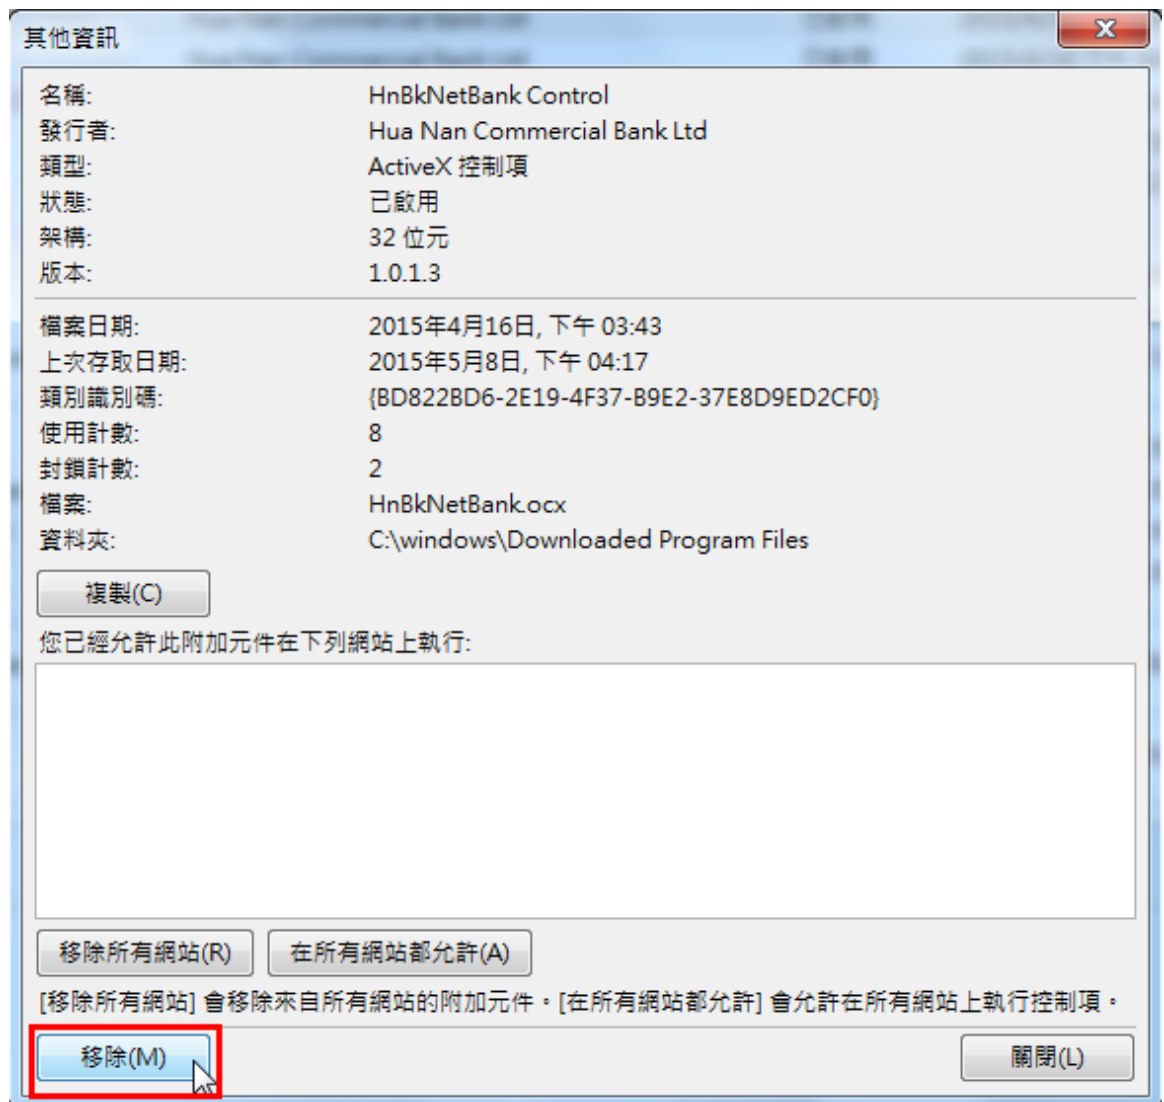 其他資訊
名稱: HnBkNetBank Control
發行者: Hua Nan Commercial Bank Ltd
類型: ActiveX 控制項
狀態: 已啟用
架構: 32 位元
版本: 1.0.1.3
檔案日期: 2015年4月16日, 下午 03:43
上次存取日期: 2015年5月8日, 下午 04:17
類別識別碼: {BD822BD6-2E19-4F37-B9E2-37E8D9ED2CF0}
使用計數: 8
封鎖計數: 2
檔案: HnBkNetBank.ocx
資料夾: C:\windows\Downloaded Program Files
複製(C)
您已經允許此附加元件在下列網站上執行:
移除所有網站(R) 在所有網站都允許(A)
[移除所有網站] 會移除來自所有網站的附加元件。[在所有網站都允許] 會允許在所有網站上執行控制項。
移除(M) 關閉(L)